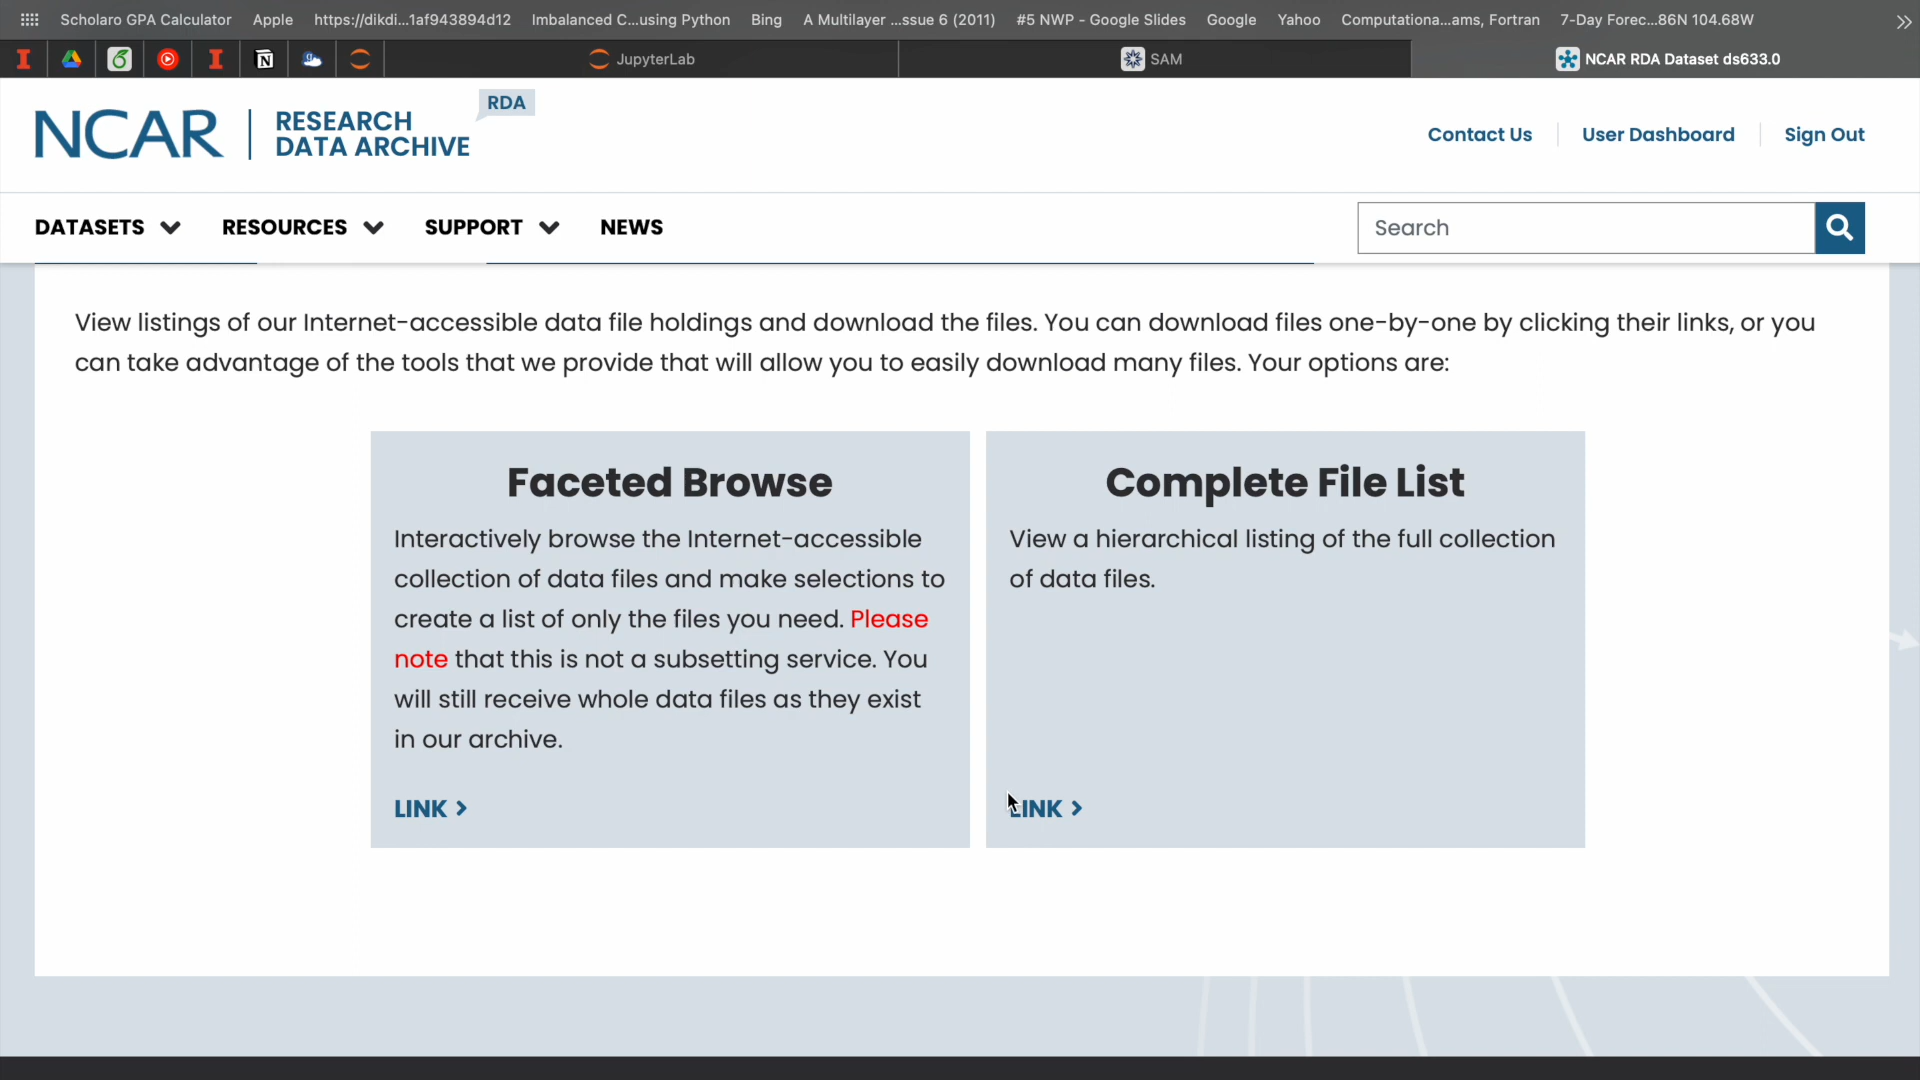 Scholaro GPA Calculator Apple https://dikdi...1af943894d12 Imbalanced C...using Python Bing A Multilayer ...ssue 6 (2011) #5 NWP - Google Slides Google Yahoo Computationa...ams, Fortran 7-Day Forec...86N 104.68W
JupyterLab SAM NCAR RDA Dataset ds633.0
RDA
NCAR RESEARCH
DATA ARCHIVE
Contact Us User Dashboard Sign Out
DATASETS RESOURCES SUPPORT NEWS Search
View listings of our Internet-accessible data file holdings and download the files. You can download files one-by-one by clicking their links, or you
can take advantage of the tools that we provide that will allow you to easily download many files. Your options are:
Faceted Browse
Interactively browse the Internet-accessible
collection of data files and make selections to
create a list of only the files you need. Please
note that this is not a subsetting service. You
will still receive whole data files as they exist
in our archive.
LINK >
Complete File List
View a hierarchical listing of the full collection
of data files.
LINK >